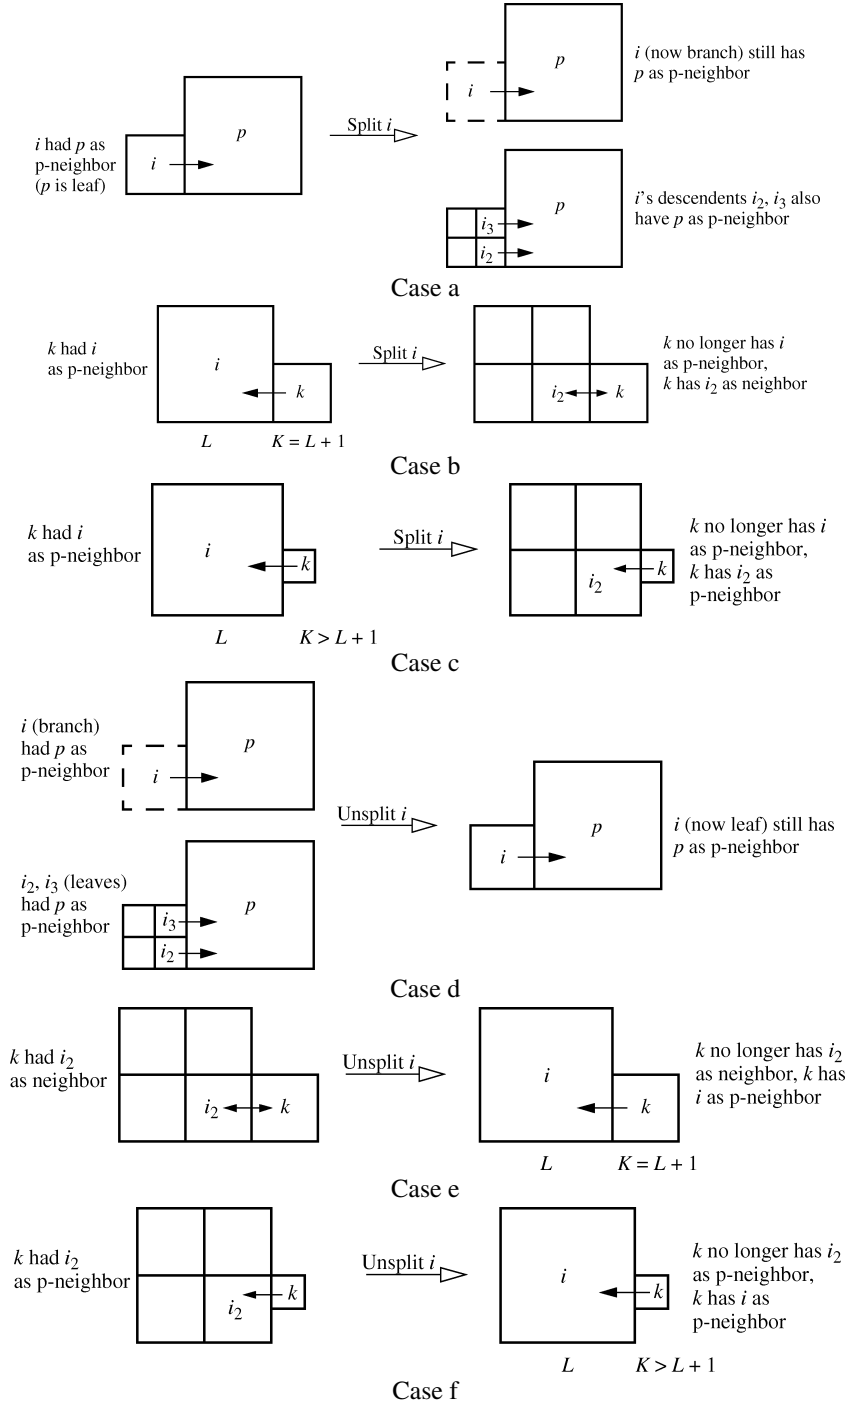 i had p as
p-neighbor
(p is leaf)
i
p
Split i
p
i
i (now branch) still has
p as p-neighbor
p
i3
i2
i's descendents i2, i3 also
have p as p-neighbor
Case a
k had i
as p-neighbor
i
k
L
K = L + 1
Split i
i2
k
k no longer has i
as p-neighbor,
k has i2 as neighbor
Case b
k had i
as p-neighbor
i
k
L
K > L + 1
Split i
i2
k
k no longer has i
as p-neighbor,
k has i2 as
p-neighbor
Case c
i (branch)
had p as
p-neighbor
i
p
i2, i3 (leaves)
had p as
p-neighbor
i3
i2
p
Unsplit i
i
p
i (now leaf) still has
p as p-neighbor
Case d
k had i2
as neighbor
i2
k
Unsplit i
i
k
L
K = L + 1
k no longer has i2
as neighbor, k has
i as p-neighbor
Case e
k had i2
as p-neighbor
i2
k
Unsplit i
i
k
L
K > L + 1
k no longer has i2
as p-neighbor,
k has i as
p-neighbor
Case f